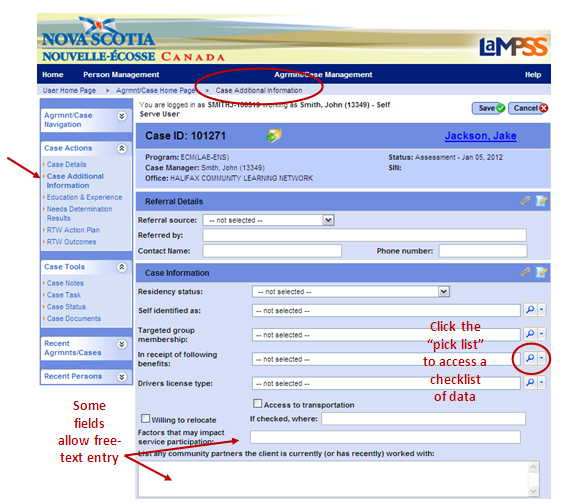 NOVA SCOTIA
NOUVELLE-ÉCOSSE CANADA
LaMPSS
Home Person Management Agrmnt/Case Management Help
User Home Page > Agrmnt/Case Home Page > Case Additional Information
You are logged in as SMITHJ-100919 working as Smith, John (13349) - Self
Serve User
Save Cancel
Agrmt/Case
Navigation
Case Actions
Case Details
Case Additional
Information
Education & Experience
Needs Determination
Results
RTW Action Plan
RTW Outcomes
Case Tools
Case Notes
Case Task
Case Status
Case Documents
Recent
Agrmnts/Cases
Recent Persons
Case ID: 101271 Jackson, Jake
Program: ECM(LAE-ENS) Status: Assessment - Jan 05, 2012
Case Manager: Smith, John (13349) SIN:
Office: HALIFAX COMMUNITY LEARNING NETWORK
Referral Details
Referral source: -- not selected --
Referred by:
Contact Name: Phone number:
Case Information
Residency status: -- not selected --
Self identified as: -- not selected --
Targeted group
membership: -- not selected --
In receipt of following
benefits: -- not selected --
Drivers license type: -- not selected --
Access to transportation
Willing to relocate If checked, where:
Factors that may impact
service participation:
List any community partners the client is currently (or has recently) worked with:
Click the
“pick list”
to access a
checklist
of data
Some
fields
allow free-
text entry